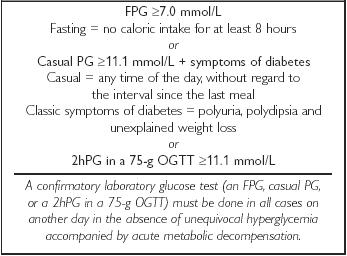 FPG ≥7.0 mmol/L
Fasting = no caloric intake for at least 8 hours
or
Casual PG ≥11.1 mmol/L + symptoms of diabetes
Casual = any time of the day, without regard to
the interval since the last meal
Classic symptoms of diabetes = polyuria, polydipsia and
unexplained weight loss
or
2hPG in a 75-g OGTT ≥11.1 mmol/L
A confirmatory laboratory glucose test (an FPG, casual PG,
or a 2hPG in a 75-g OGTT) must be done in all cases on
another day in the absence of unequivocal hyperglycemia
accompanied by acute metabolic decompensation.